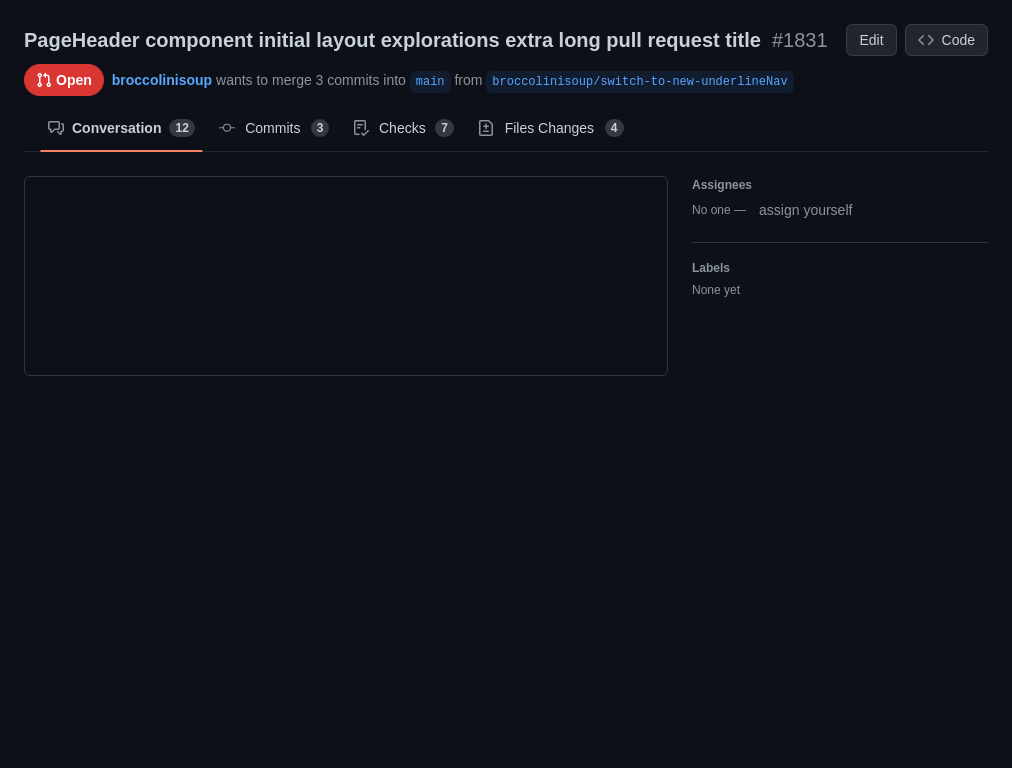 PageHeader component initial layout explorations extra long pull request title #1831 Edit Code
Open broccolinisoup wants to merge 3 commits into main from broccolinisoup/switch-to-new-underlineNav
Conversation 12 Commits 3 Checks 7 Files Changes 4
Assignees
No one — assign yourself
Labels
None yet